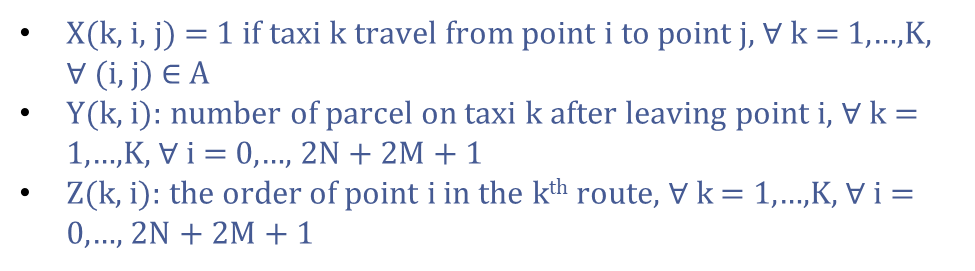 • X(k, i, j) = 1 if taxi k travel from point i to point j, ∀ k = 1,…,K,
∀ (i, j) ∈ A
• Y(k, i): number of parcel on taxi k after leaving point i, ∀ k =
1,…,K, ∀ i = 0,…, 2N + 2M + 1
• Z(k, i): the order of point i in the kᵗʰ route, ∀ k = 1,…,K, ∀ i =
0,…, 2N + 2M + 1